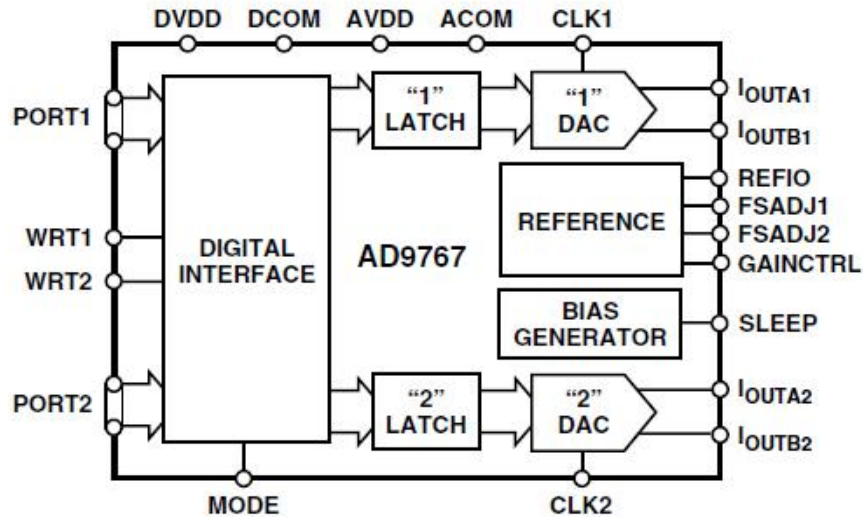 DVDD DCOM AVDD ACOM CLK1
PORT1
“1”
LATCH
“1”
DAC
IOUTA1
IOUTB1
REFIO
FSADJ1
FSADJ2
GAINCTRL
REFERENCE
WRT1
WRT2
DIGITAL
INTERFACE
AD9767
BIAS
GENERATOR
SLEEP
PORT2
“2”
LATCH
“2”
DAC
IOUTA2
IOUTB2
MODE CLK2